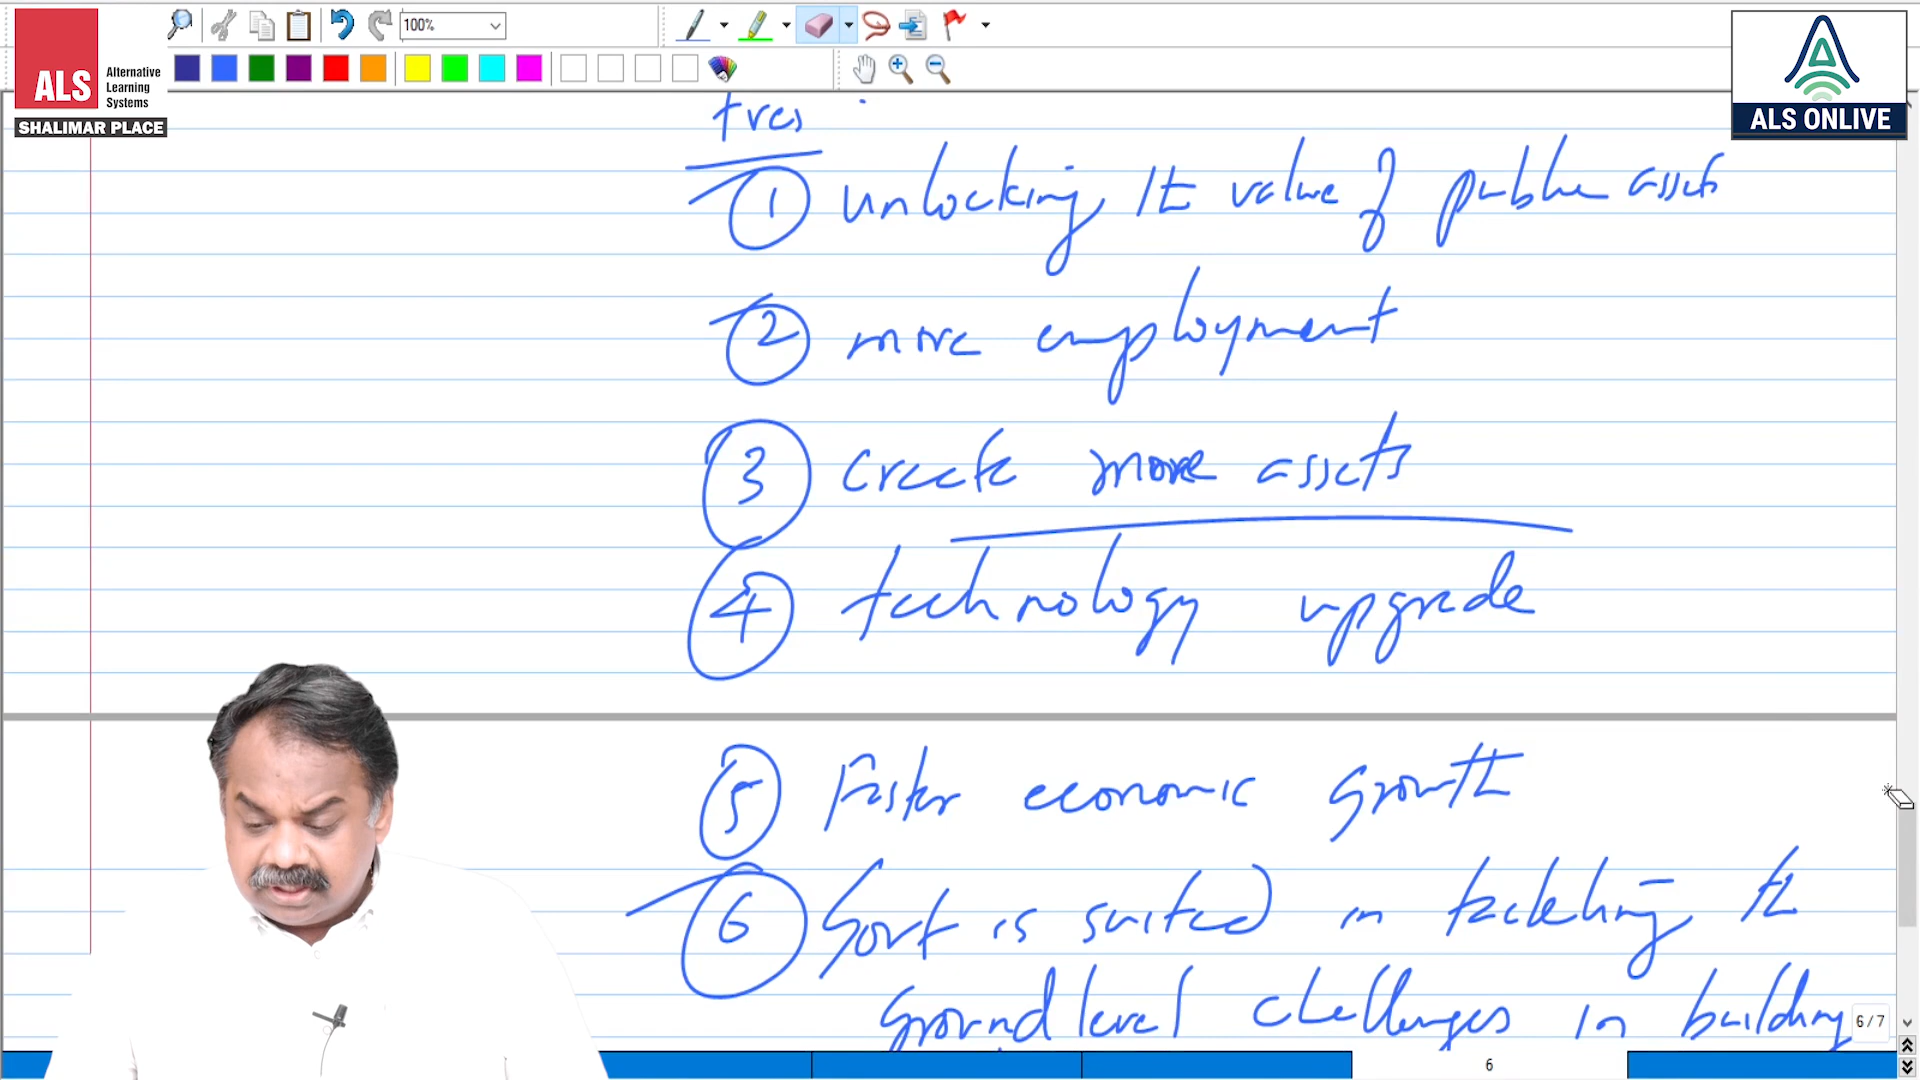 100%
ALS
Alternative
Learning
Systems
SHALIMAR PLACE
ALS ONLIVE
① unlocking the value of public assets
② more employment
③ create more assets
④ technology upgrade
⑤ Faster economic growth
⑥ Govt is suited in tackling the
ground level challenges in building
6/7
6